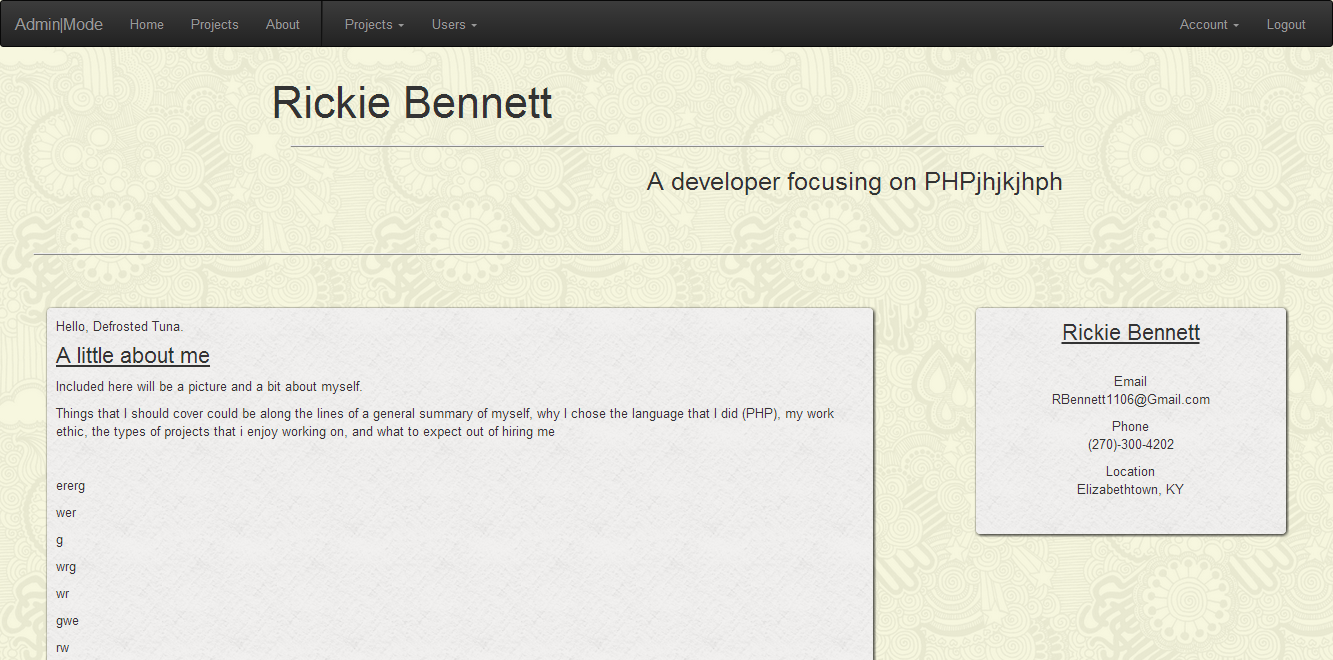 Admin|Mode Home Projects About Projects Users Account Logout
Rickie Bennett
A developer focusing on PHPjhjkjhph
Hello, Defrosted Tuna.
A little about me
Included here will be a picture and a bit about myself.
Things that I should cover could be along the lines of a general summary of myself, why I chose the language that I did (PHP), my work
ethic, the types of projects that i enjoy working on, and what to expect out of hiring me
ererg
wer
g
wrg
wr
gwe
rw
Rickie Bennett
Email
RBennett1106@Gmail.com
Phone
(270)-300-4202
Location
Elizabethtown, KY